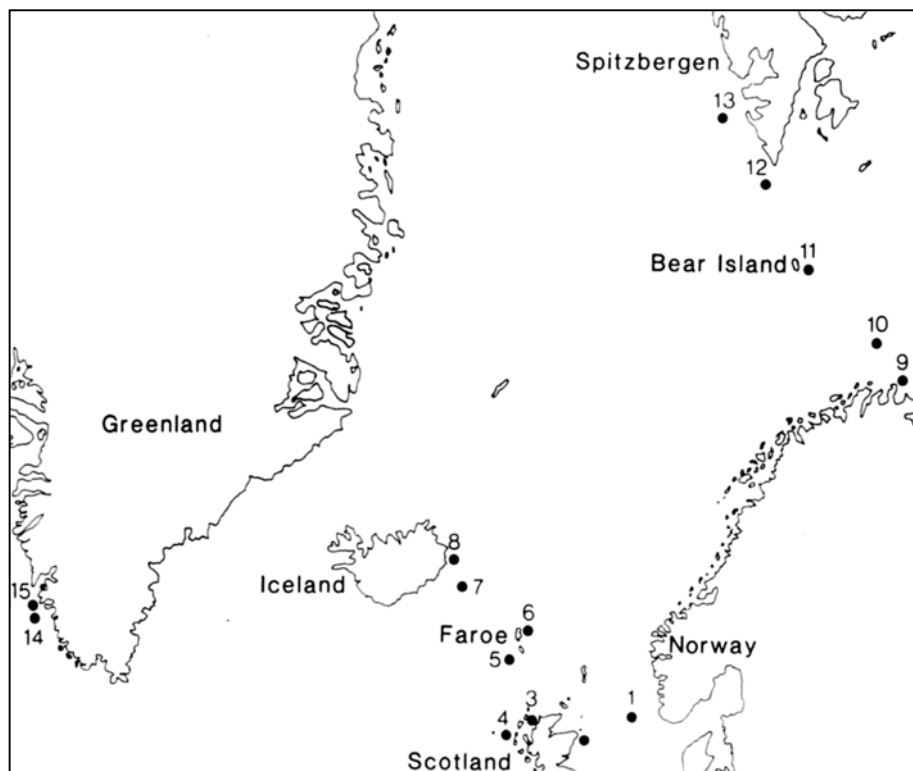 Spitzbergen
13
12
Bear Island
11
10
9
Greenland
8
Iceland
7
15
14
6
Faroe
5
Norway
3
1
4
Scotland